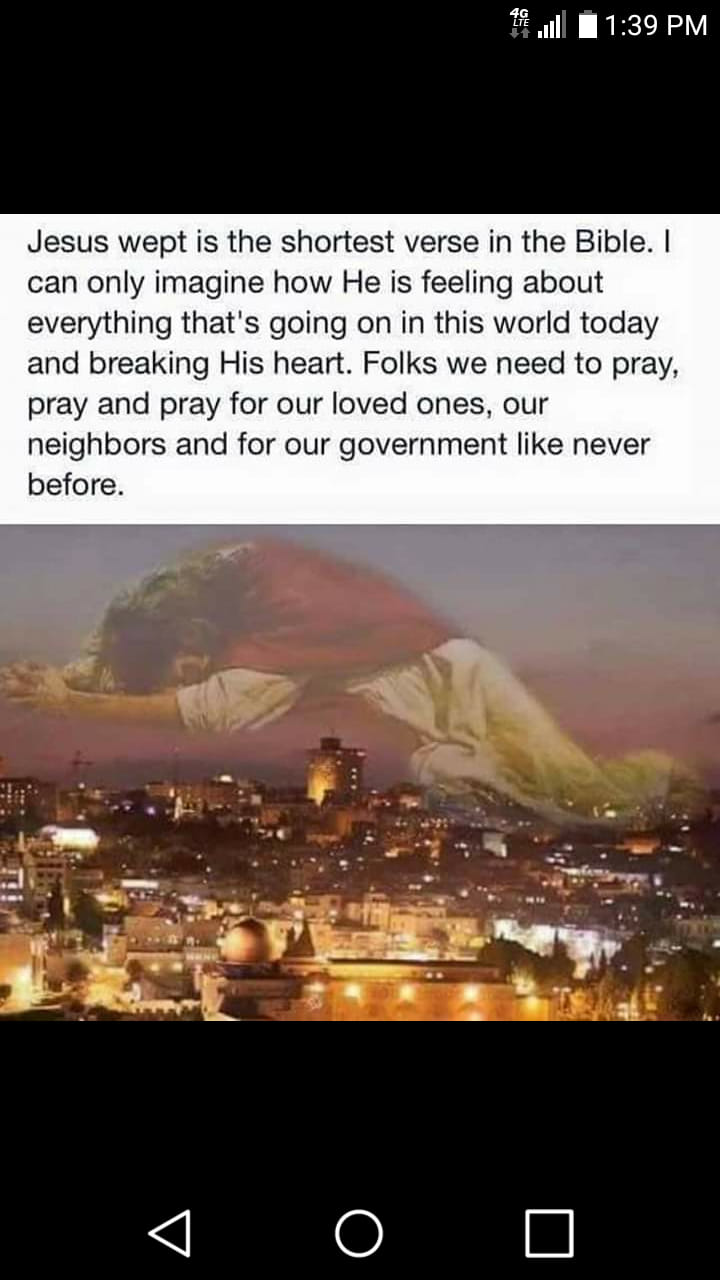 4G
LTE
1:39 PM
Jesus wept is the shortest verse in the Bible. I
can only imagine how He is feeling about
everything that's going on in this world today
and breaking His heart. Folks we need to pray,
pray and pray for our loved ones, our
neighbors and for our government like never
before.